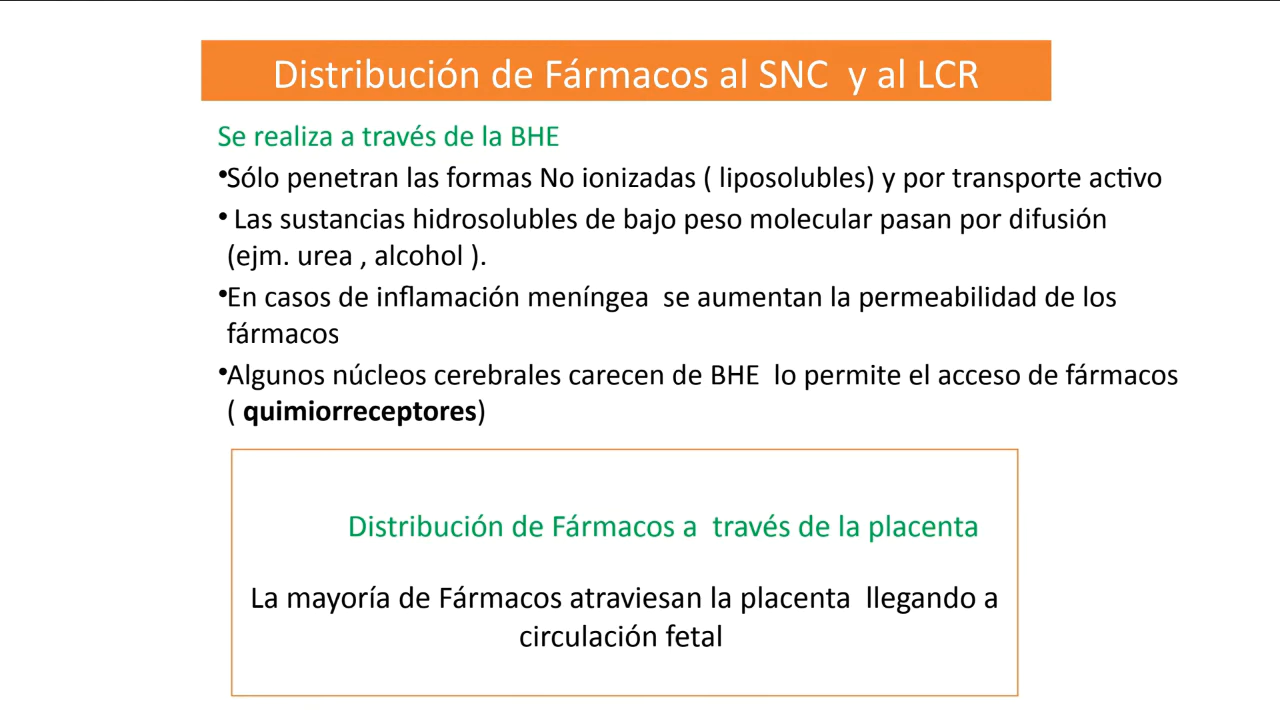 Distribución de Fármacos al SNC  y al LCR
Se realiza a través de la BHE
•Sólo penetran las formas No ionizadas ( liposolubles) y por transporte activo
• Las sustancias hidrosolubles de bajo peso molecular pasan por difusión
(ejm. urea , alcohol ).
•En casos de inflamación meníngea  se aumentan la permeabilidad de los
fármacos
•Algunos núcleos cerebrales carecen de BHE  lo permite el acceso de fármacos
( quimiorreceptores)
Distribución de Fármacos a  través de la placenta
La mayoría de Fármacos atraviesan la placenta  llegando a
circulación fetal